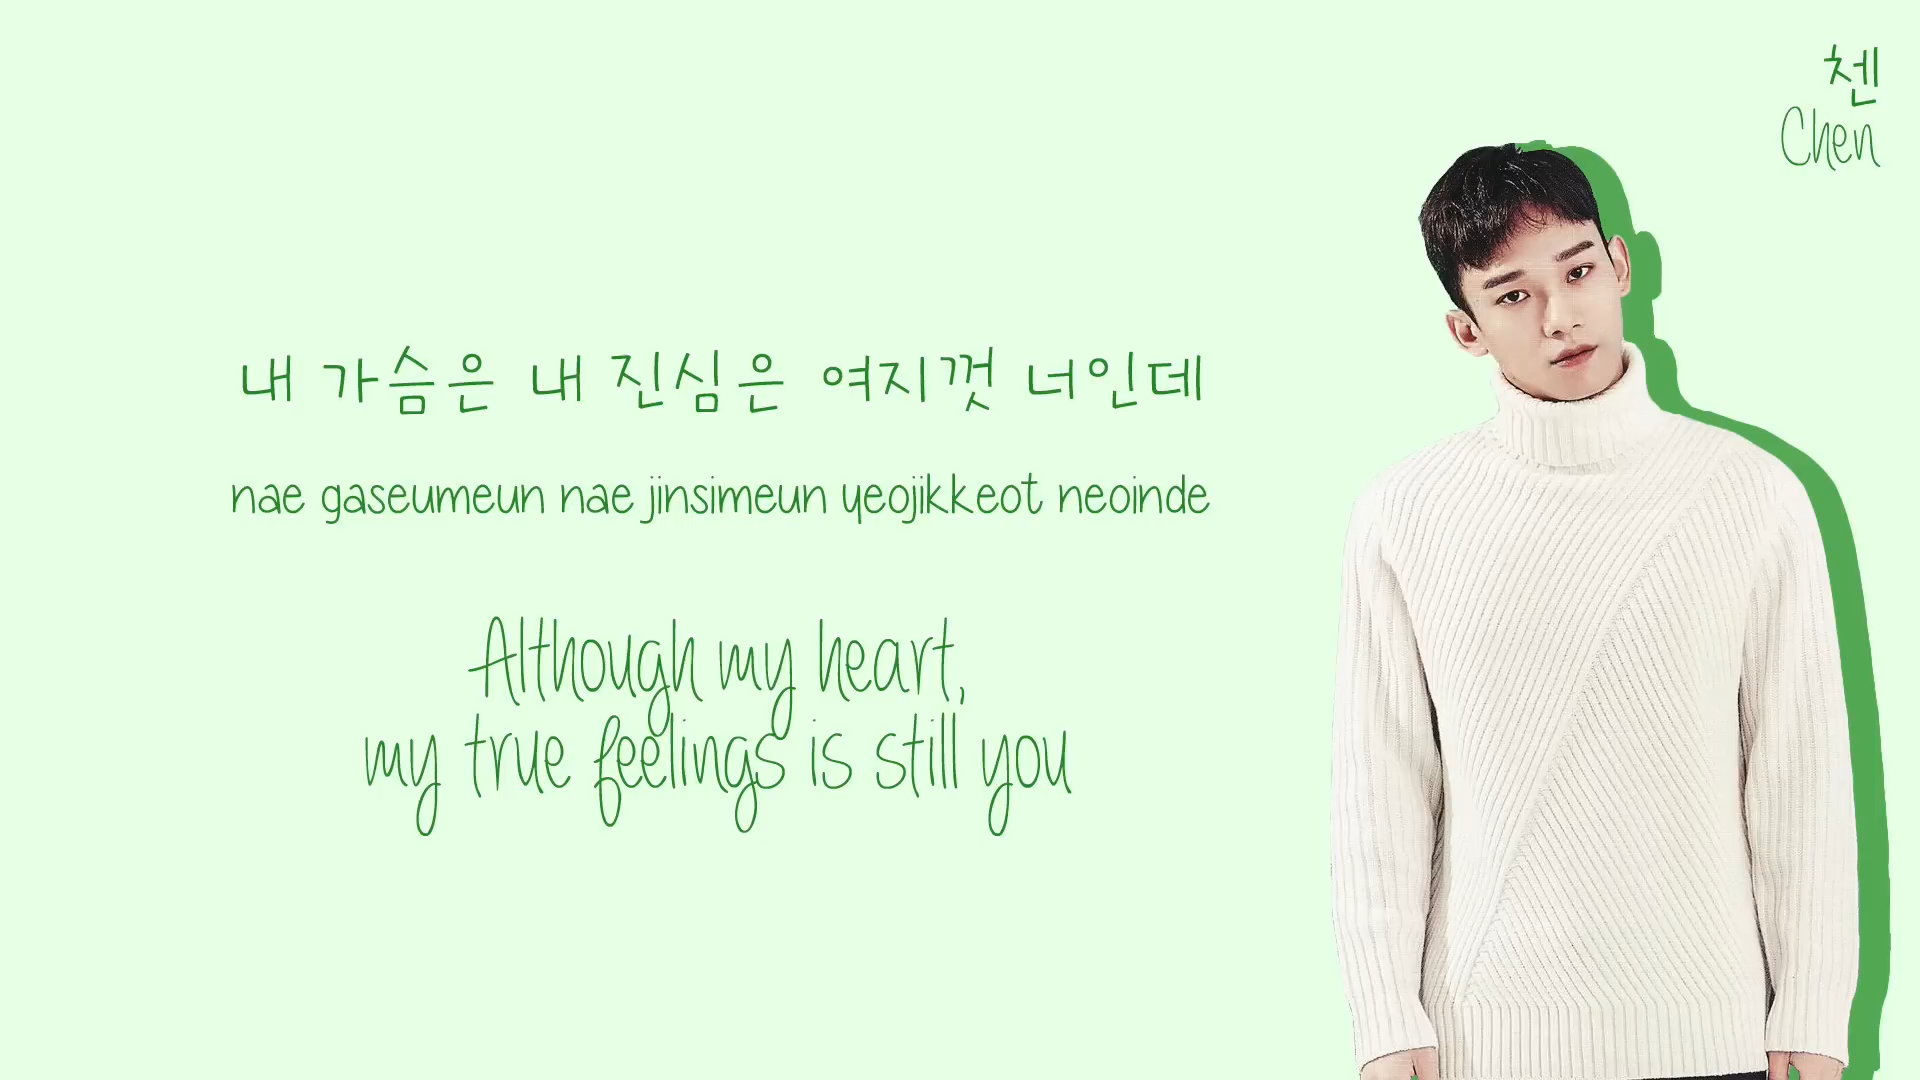 첸
Chen
내 가슴은 내 진심은 여지껏 너인데
nae gaseumeun nae jinsimeun yeojikkeot neoinde
Although my heart,
my true feelings is still you